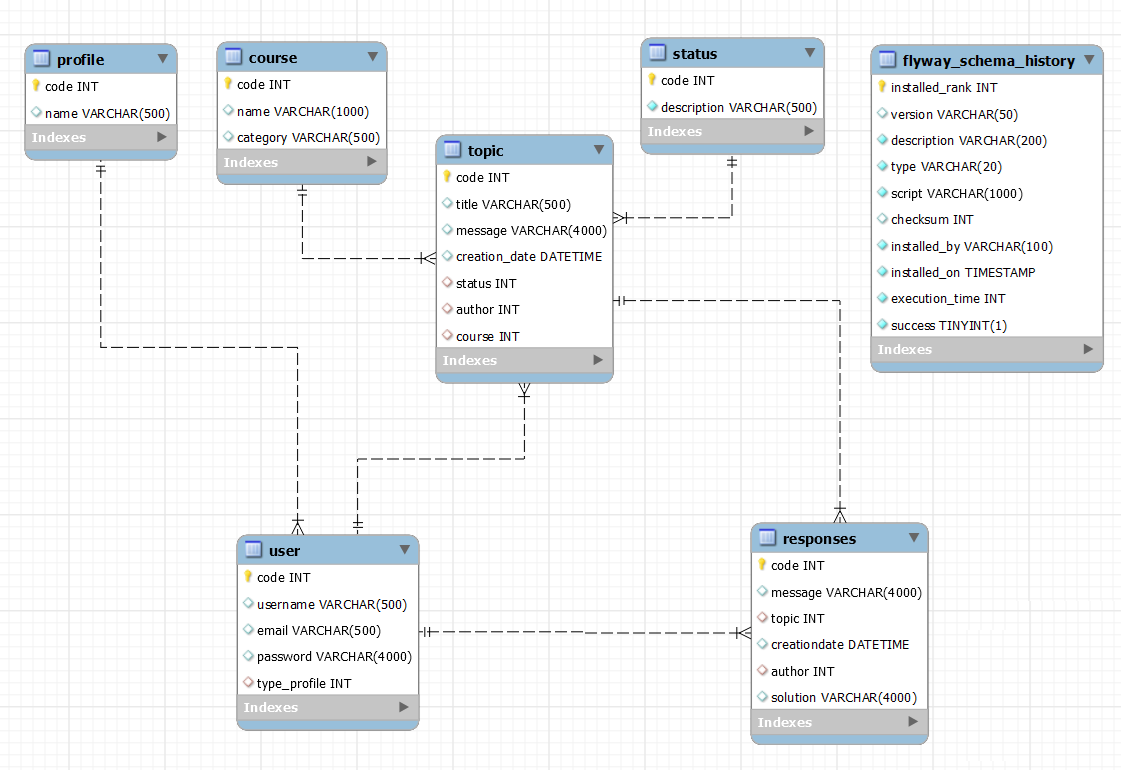 profile
code INT
name VARCHAR(500)
Indexes
course
code INT
name VARCHAR(1000)
category VARCHAR(500)
Indexes
topic
code INT
title VARCHAR(500)
message VARCHAR(4000)
creation_date DATETIME
status INT
author INT
course INT
Indexes
status
code INT
description VARCHAR(500)
Indexes
flyway_schema_history
installed_rank INT
version VARCHAR(50)
description VARCHAR(200)
type VARCHAR(20)
script VARCHAR(1000)
checksum INT
installed_by VARCHAR(100)
installed_on TIMESTAMP
execution_time INT
success TINYINT(1)
Indexes
user
code INT
username VARCHAR(500)
email VARCHAR(500)
password VARCHAR(4000)
type_profile INT
Indexes
responses
code INT
message VARCHAR(4000)
topic INT
creationdate DATETIME
author INT
solution VARCHAR(4000)
Indexes